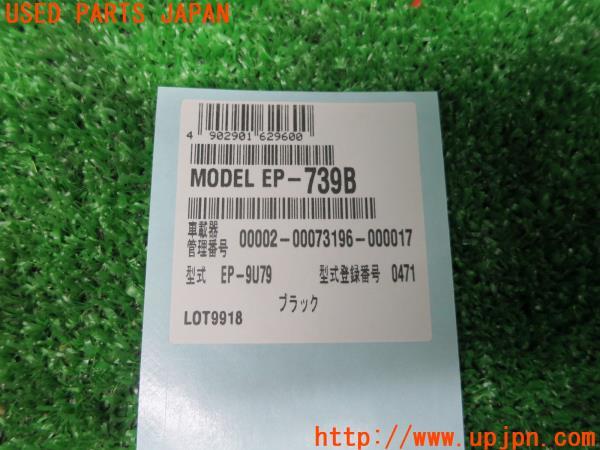 USED PARTS JAPAN
4 902901 629600
MODEL EP-739B
車載器
管理番号 00002-00073196-000017
型式 EP-9U79 型式登録番号 0471
ブラック
LOT9918
http://www.upjpn.com/